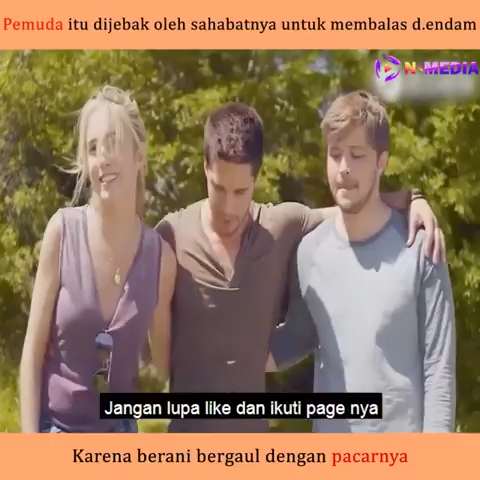 Pemuda itu dijebak oleh sahabatnya untuk membalas d.endam
N-MEDIA
Jangan lupa like dan ikuti page nya
Karena berani bergaul dengan pacarnya